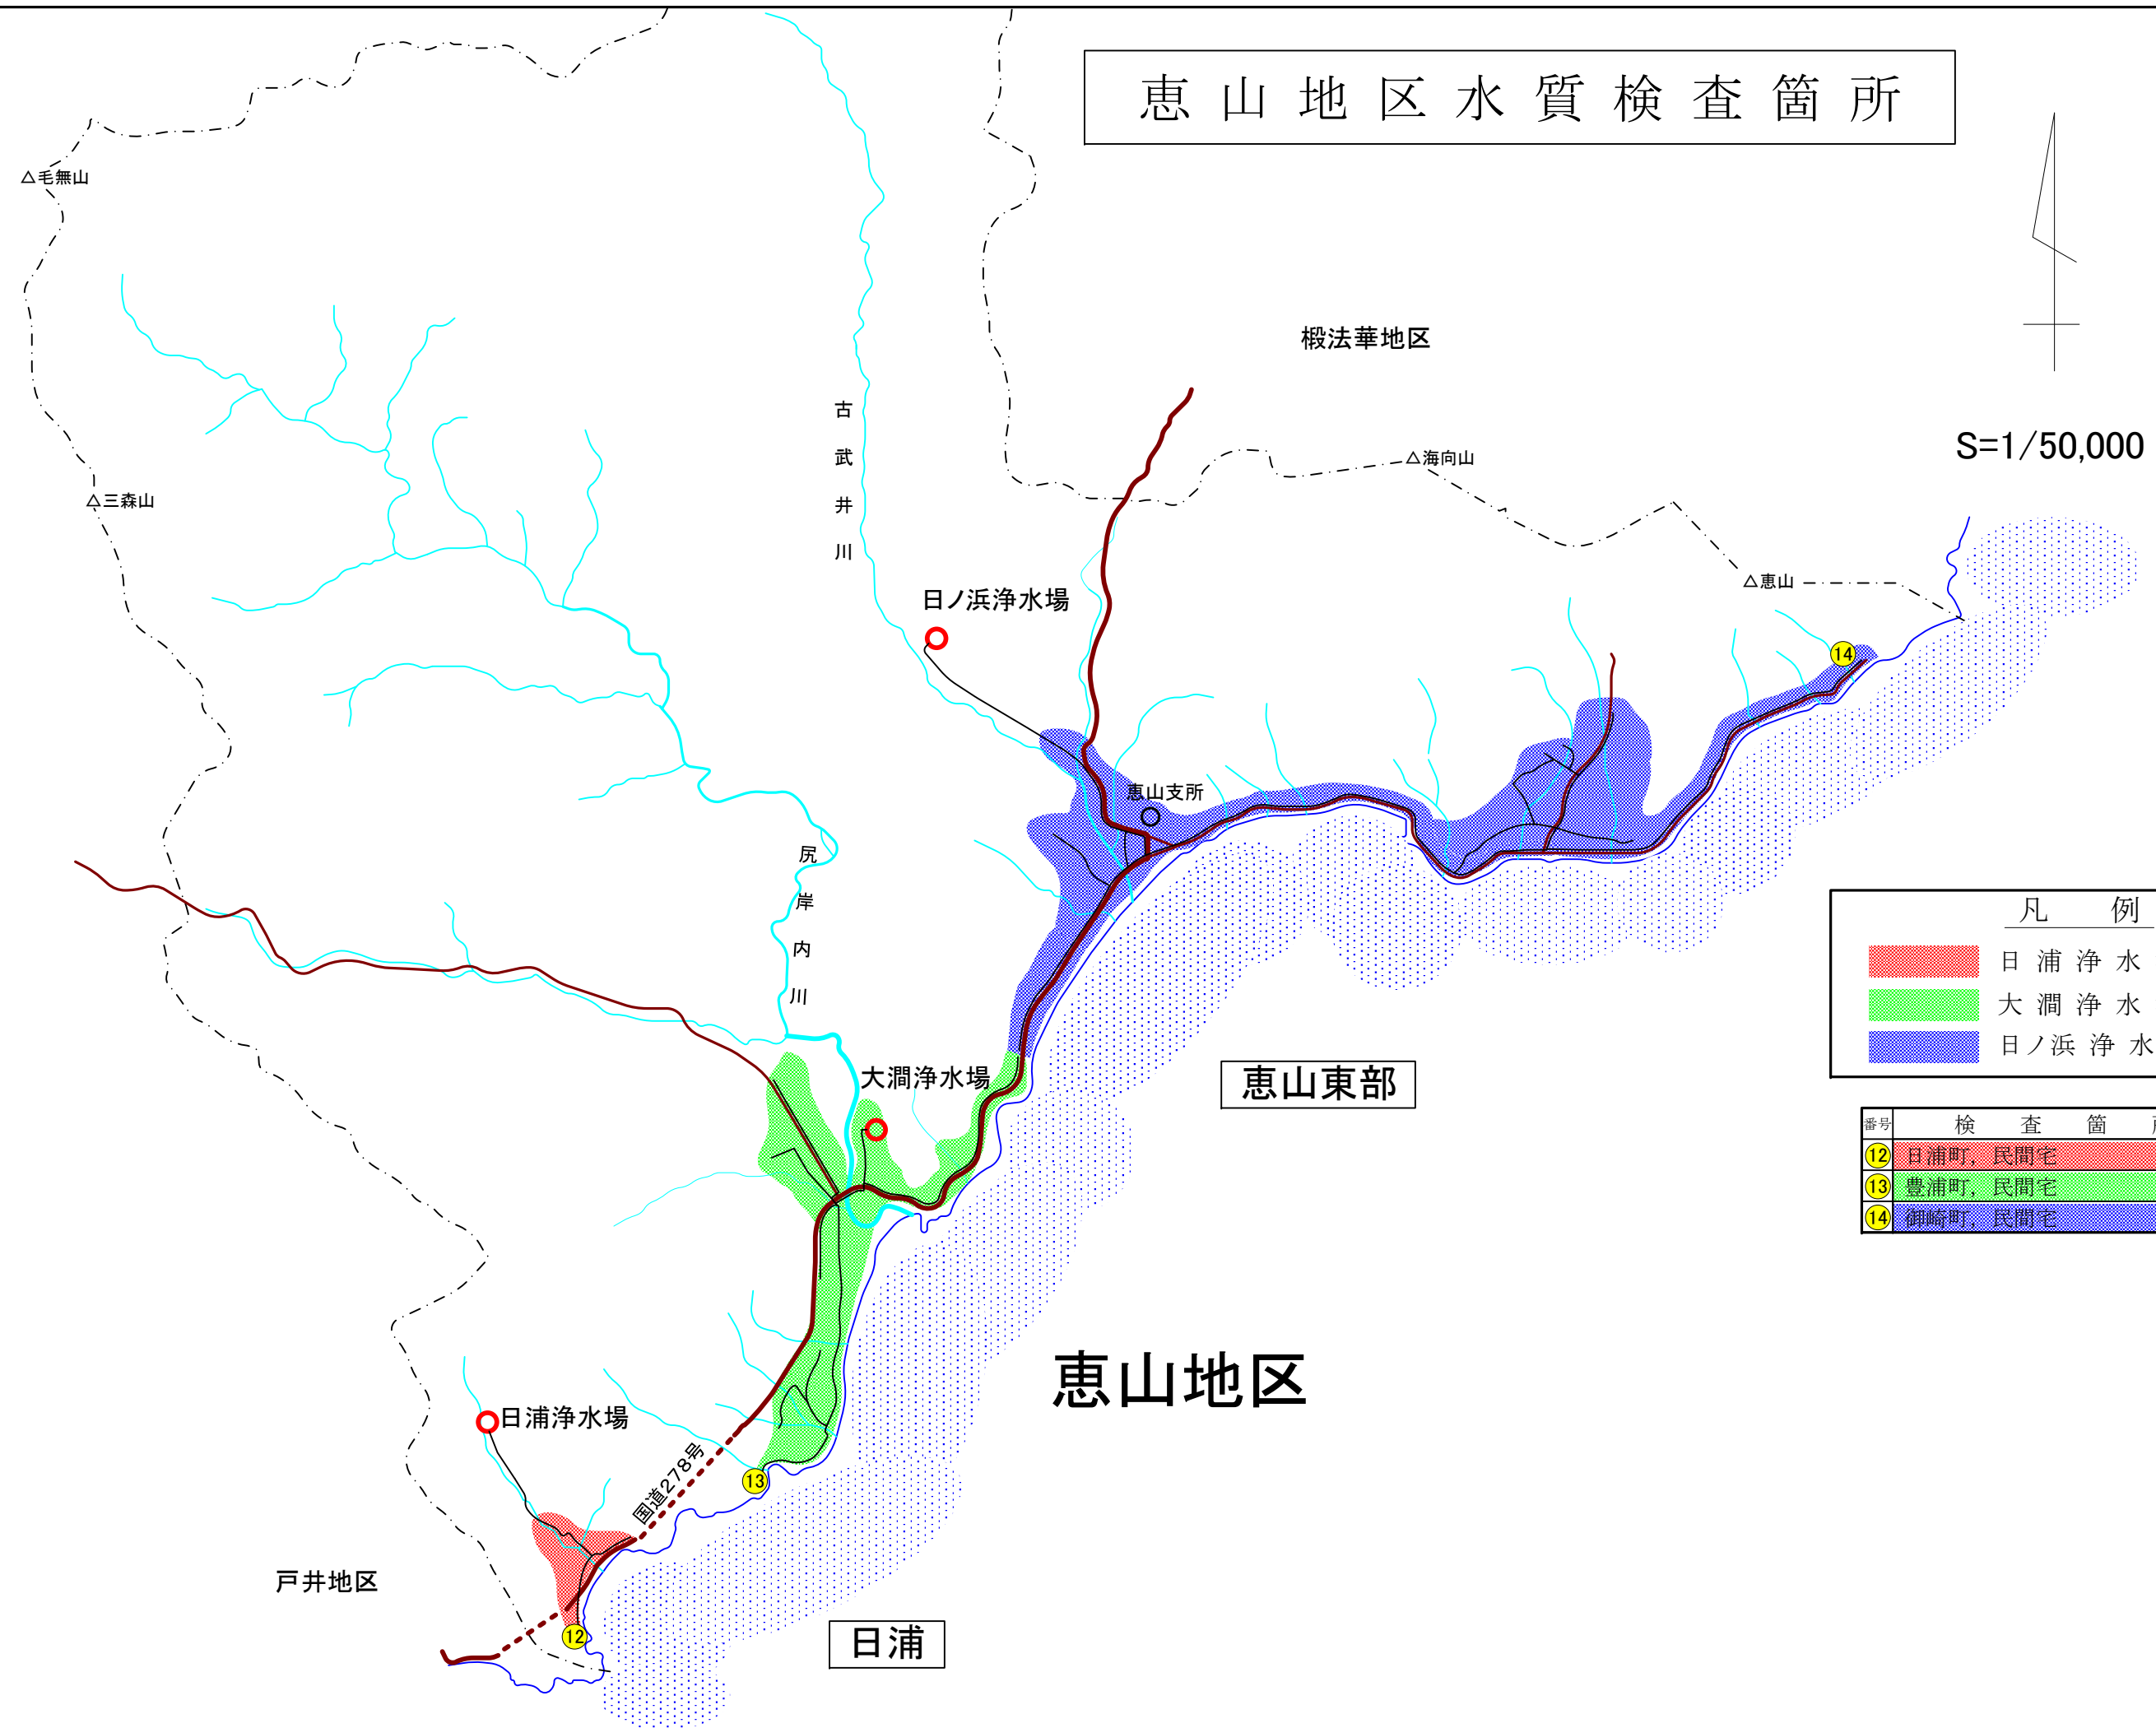 恵山地区水質検査箇所
△毛無山
椴法華地区
古武井川
S=1/50,000
△海向山
△三森山
△恵山
日ノ浜浄水場
14
恵山支所
尻岸内川
凡例
日浦浄水
大澗浄水
日ノ浜浄水
大澗浄水場
恵山東部
番号 検査箇
12 日浦町, 民間宅
13 豊浦町, 民間宅
14 御崎町, 民間宅
恵山地区
日浦浄水場
国道278号
13
戸井地区
12
日浦